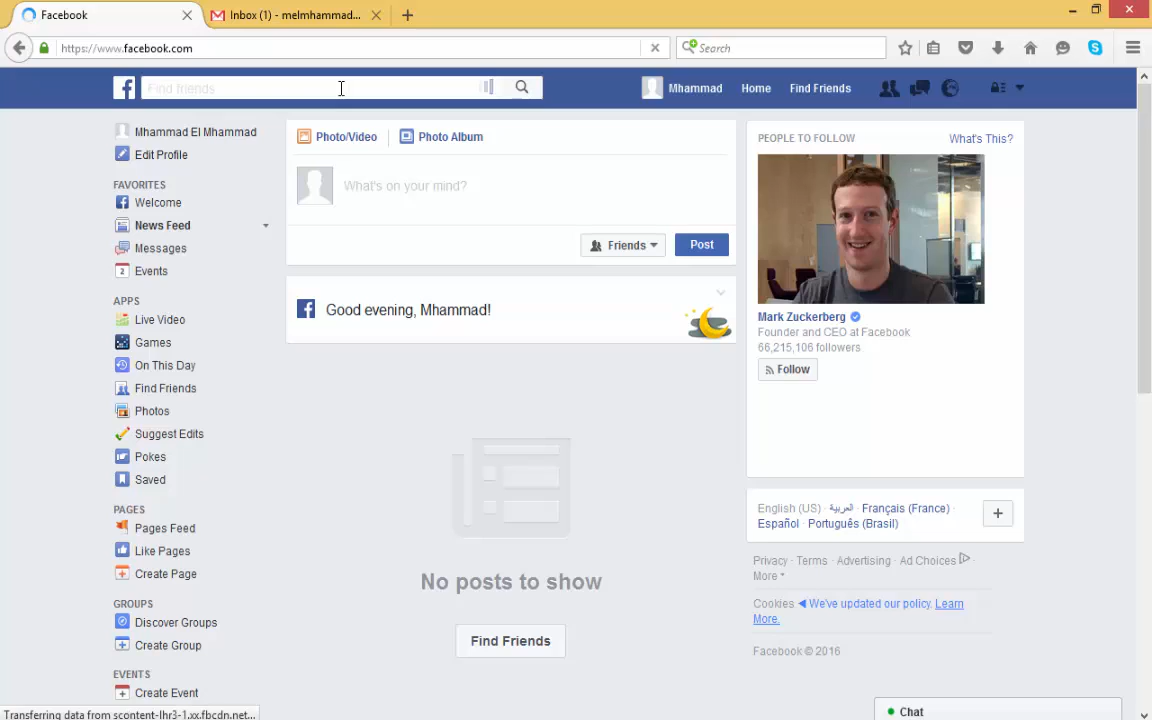 Facebook
Inbox (1) - melmhammad...
https://www.facebook.com
Search
Find friends
Mhammad
Home
Find Friends
Mhammad El Mhammad
Edit Profile
FAVORITES
Welcome
News Feed
Messages
2
Events
APPS
Live Video
Games
On This Day
Find Friends
Photos
Suggest Edits
Pokes
Saved
PAGES
Pages Feed
Like Pages
Create Page
GROUPS
Discover Groups
Create Group
EVENTS
Create Event
Photo/Video
Photo Album
What's on your mind?
Friends
Post
Good evening, Mhammad!
No posts to show
Find Friends
PEOPLE TO FOLLOW
What's This?
Mark Zuckerberg
Founder and CEO at Facebook
66,215,106 followers
Follow
English (US) · العربية · Français (France) ·
Español · Português (Brasil)
+
Privacy · Terms · Advertising · Ad Choices ·
More
Cookies We've updated our policy. Learn
More.
Facebook © 2016
Chat
Transferring data from scontent-lhr3-1.xx.fbcdn.net...